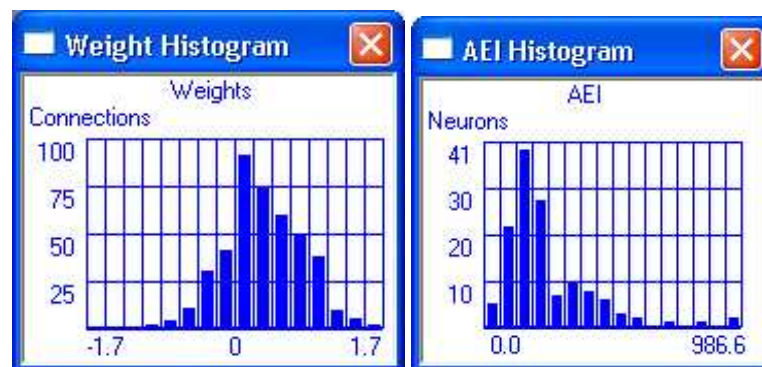 Weight Histogram
Weights
Connections
100
75
50
25
-1.7 0 1.7
AEI Histogram
AEI
Neurons
41
30
20
10
0.0 986.6